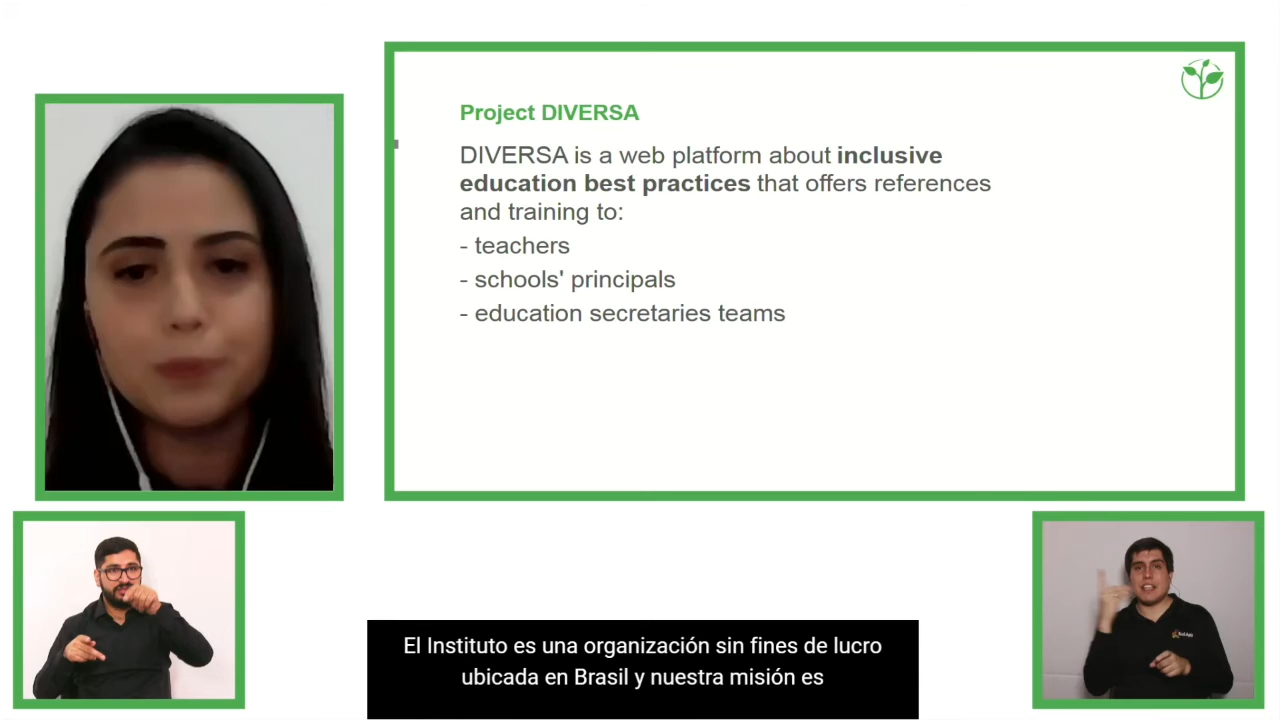 Project DIVERSA
DIVERSA is a web platform about inclusive
education best practices that offers references
and training to:
- teachers
- schools' principals
- education secretaries teams
El Instituto es una organización sin fines de lucro
ubicada en Brasil y nuestra misión es